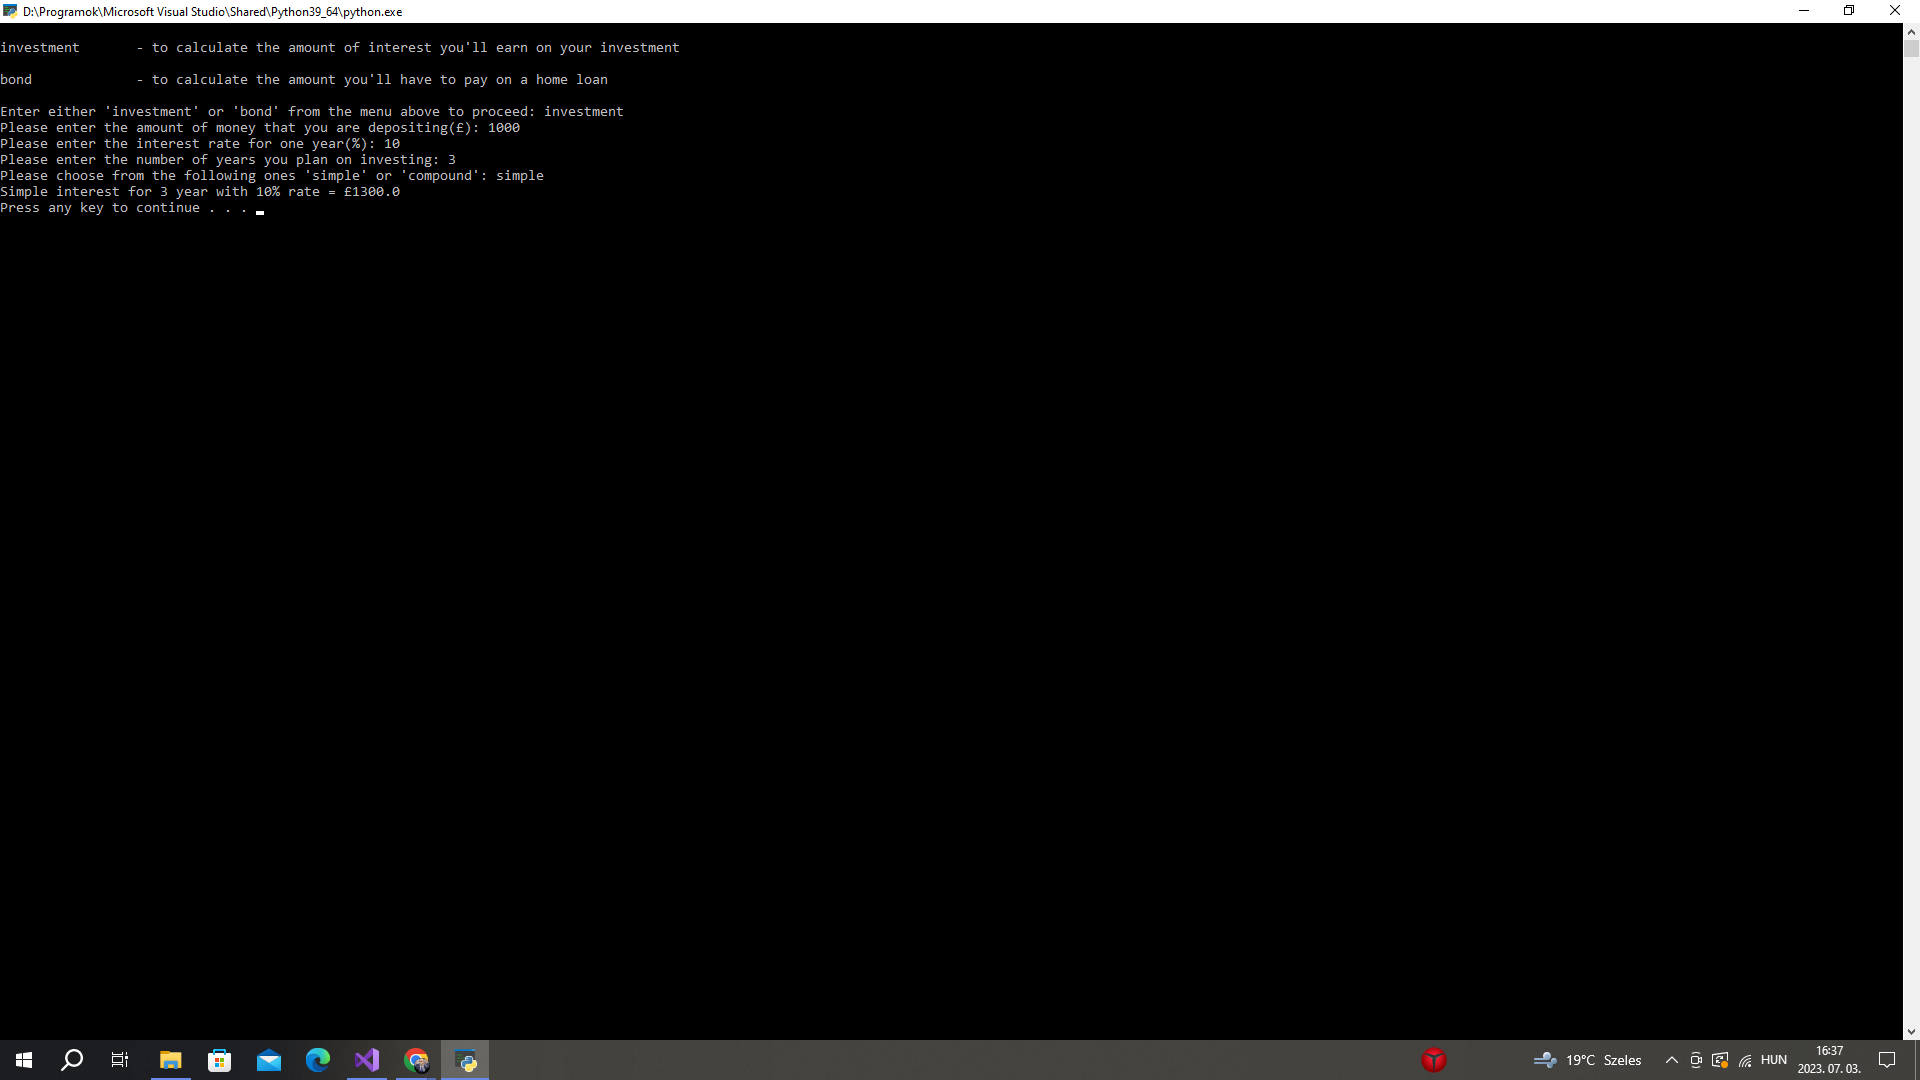 D:\Programok\Microsoft Visual Studio\Shared\Python39_64\python.exe
investment       - to calculate the amount of interest you'll earn on your investment
bond             - to calculate the amount you'll have to pay on a home loan
Enter either 'investment' or 'bond' from the menu above to proceed: investment
Please enter the amount of money that you are depositing(£): 1000
Please enter the interest rate for one year(%): 10
Please enter the number of years you plan on investing: 3
Please choose from the following ones 'simple' or 'compound': simple
Simple interest for 3 year with 10% rate = £1300.0
Press any key to continue . . .
19°C Szeles
HUN
16:37
2023. 07. 03.